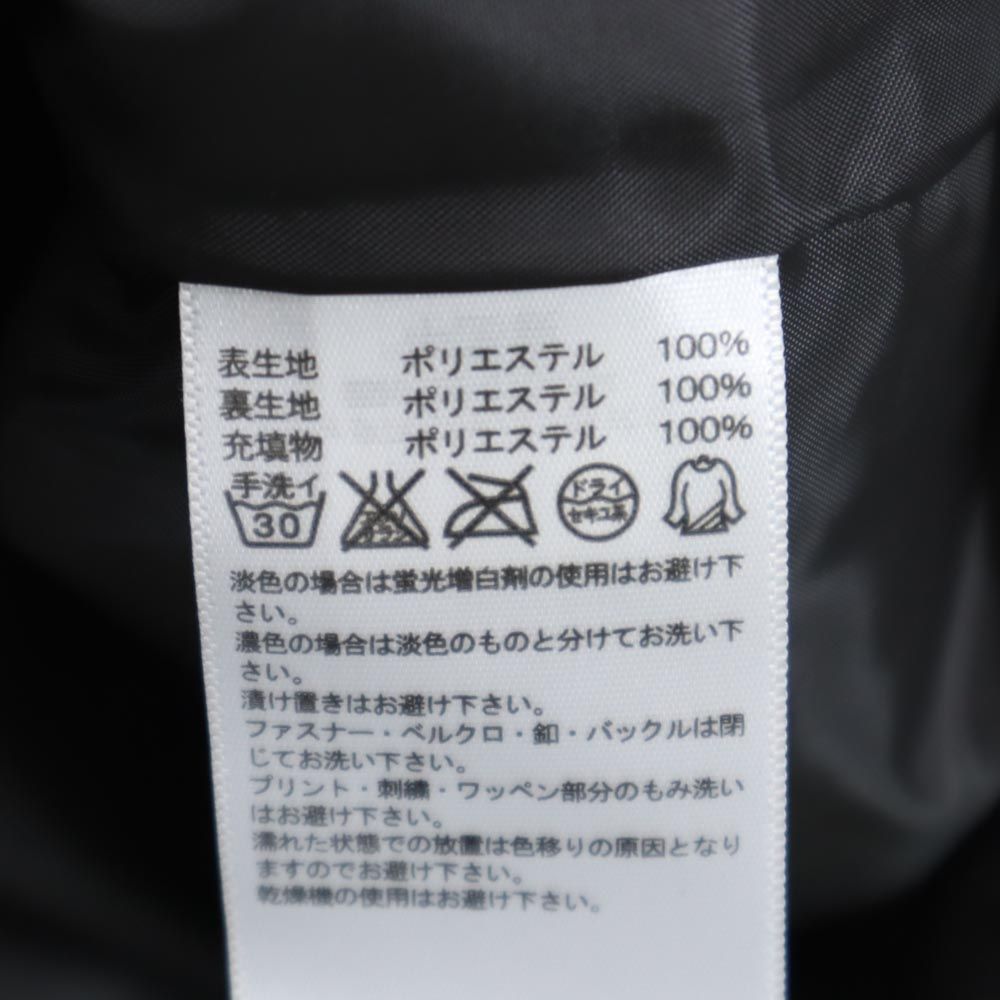 表生地 ポリエステル 100%
裏生地 ポリエステル 100%
充填物 ポリエステル 100%
手洗イ
30
ドライ
セキユ系
淡色の場合は蛍光増白剤の使用はお避け下
さい。
濃色の場合は淡色のものと分けてお洗い下
さい。
漬け置きはお避け下さい。
ファスナー・ベルクロ・釦・バックルは閉
じてお洗い下さい。
プリント・刺繍・ワッペン部分のもみ洗い
はお避け下さい。
濡れた状態での放置は色移りの原因となり
ますのでお避け下さい。
乾燥機の使用はお避け下さい。